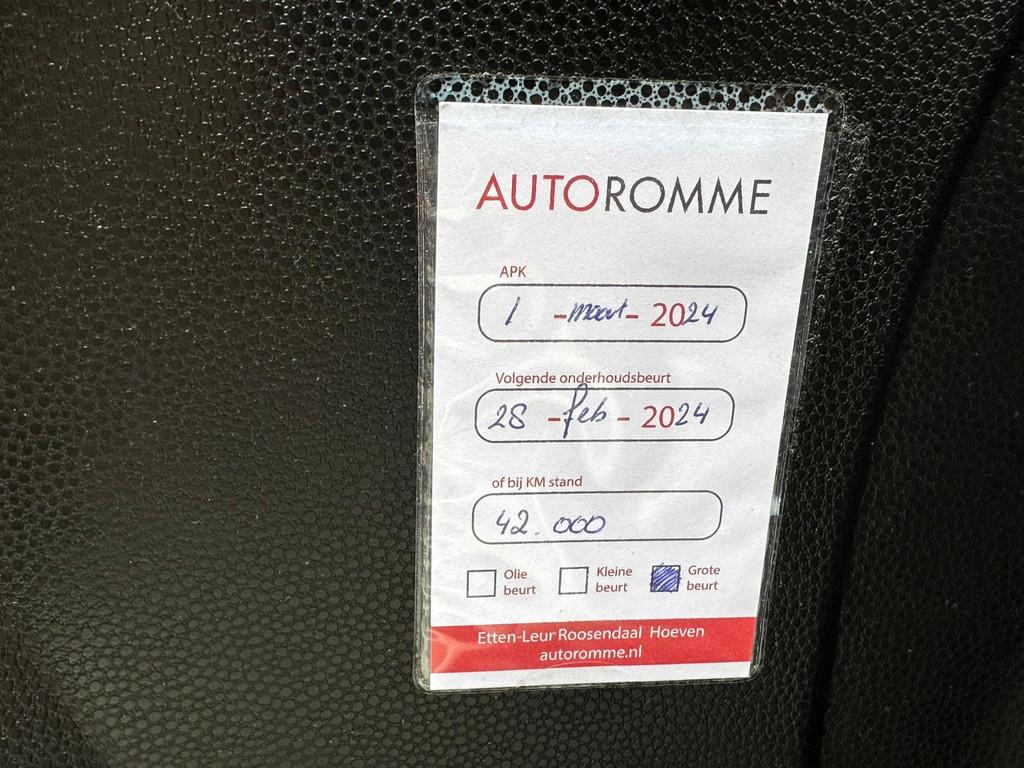 AUTOROMME
APK
1 - maart - 2024
Volgende onderhoudsbeurt
28 - feb - 2024
of bij KM stand
42.000
Olie beurt
Kleine beurt
Grote beurt
Etten-Leur Roosendaal Hoeven
autoromme.nl